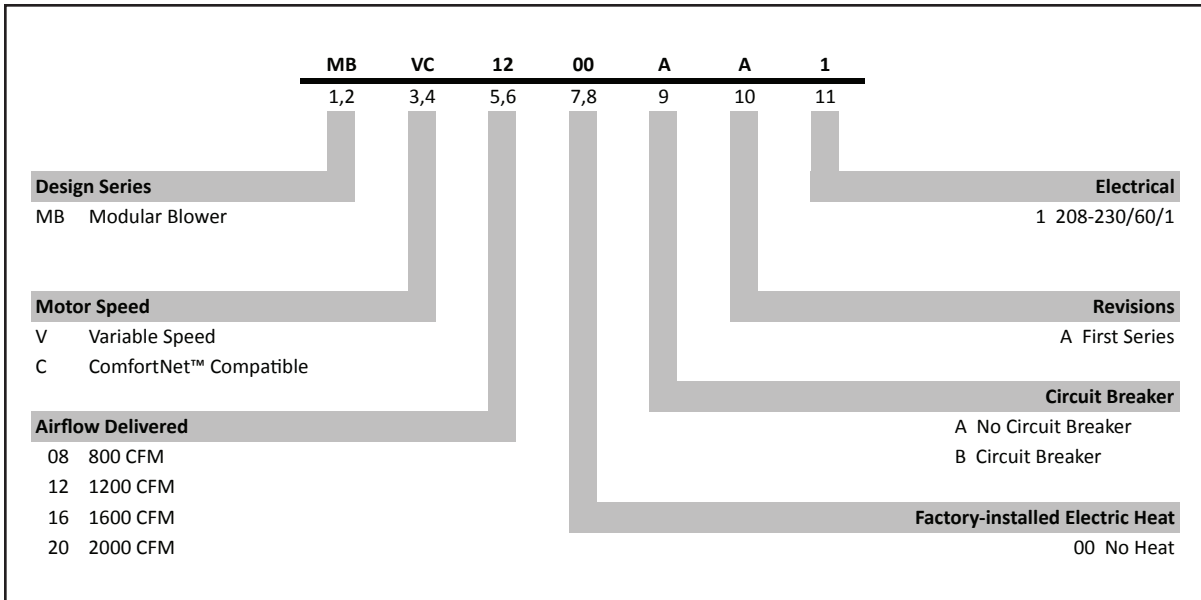 MB VC 12 00 A A 1
1,2 3,4 5,6 7,8 9 10 11
Design Series
MB Modular Blower
Electrical
1 208-230/60/1
Motor Speed
V Variable Speed
C ComfortNet™ Compatible
Revisions
A First Series
Circuit Breaker
A No Circuit Breaker
B Circuit Breaker
Airflow Delivered
08 800 CFM
12 1200 CFM
16 1600 CFM
20 2000 CFM
Factory-installed Electric Heat
00 No Heat